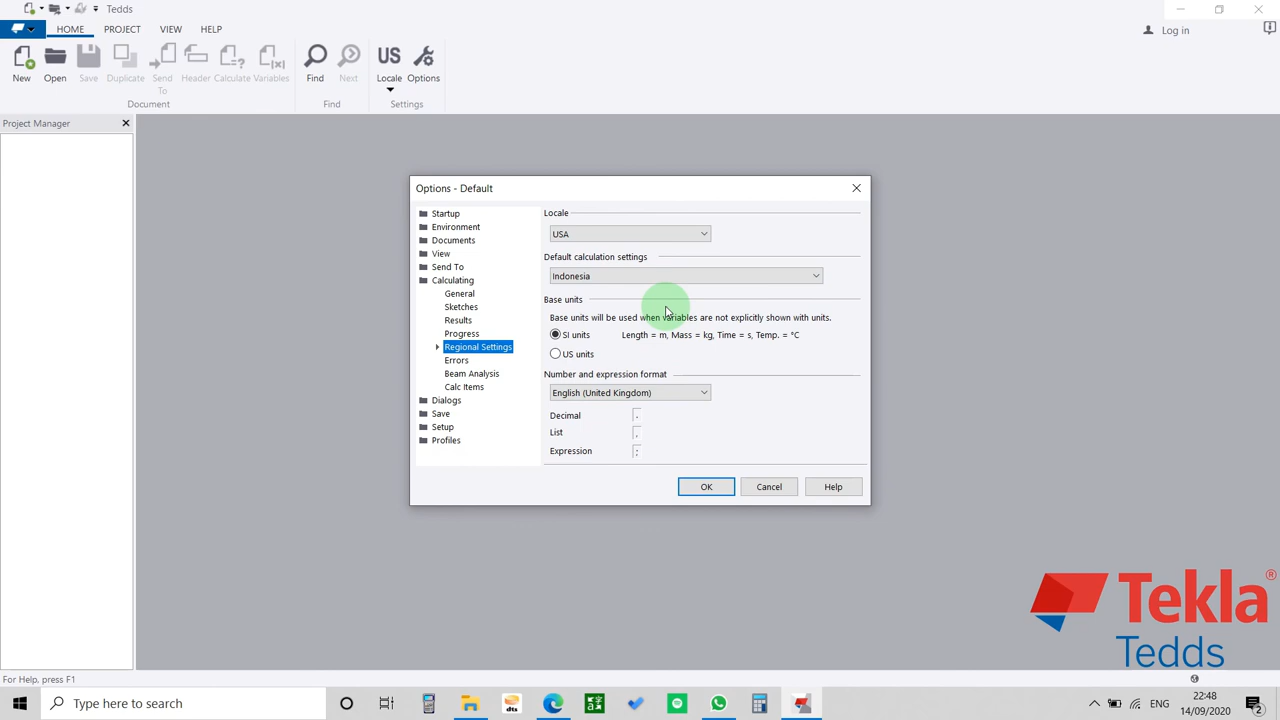 Tedds
HOME PROJECT VIEW HELP
Log in
US
New Open Save Duplicate Send To Header Calculate Variables Find Next Locale Options
Document Find Settings
Project Manager
Options - Default
Startup
Environment
Documents
View
Send To
Calculating
General
Sketches
Results
Progress
Regional Settings
Errors
Beam Analysis
Calc Items
Dialogs
Save
Setup
Profiles
Locale
USA
Default calculation settings
Indonesia
Base units
Base units will be used when variables are not explicitly shown with units.
SI units Length = m, Mass = kg, Time = s, Temp. = °C
US units
Number and expression format
English (United Kingdom)
Decimal .
List ,
Expression ;
OK Cancel Help
Tekla®
Tedds
For Help, press F1
Type here to search
dts
ENG
22:48
14/09/2020
2